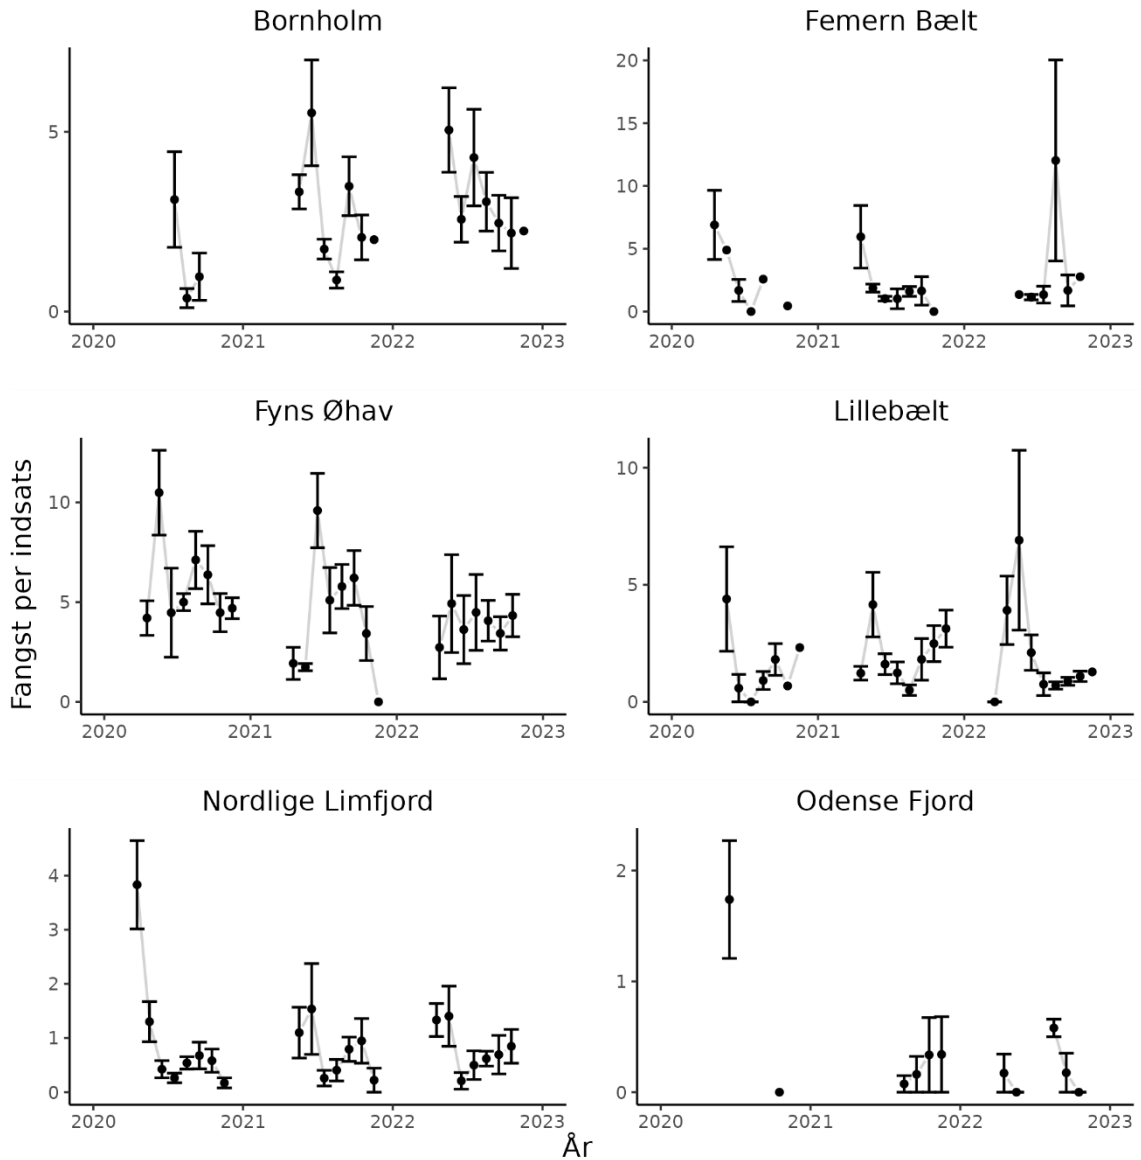 Bornholm
Femern Bælt
5
0
2020 2021 2022 2023
20
15
10
5
0
2020 2021 2022 2023
Fyns Øhav
Lillebælt
Fangst per indsats
10
5
0
2020 2021 2022 2023
10
5
0
2020 2021 2022 2023
Nordlige Limfjord
Odense Fjord
4
3
2
1
0
2020 2021 2022 2023
2
1
0
2020 2021 2022 2023
År